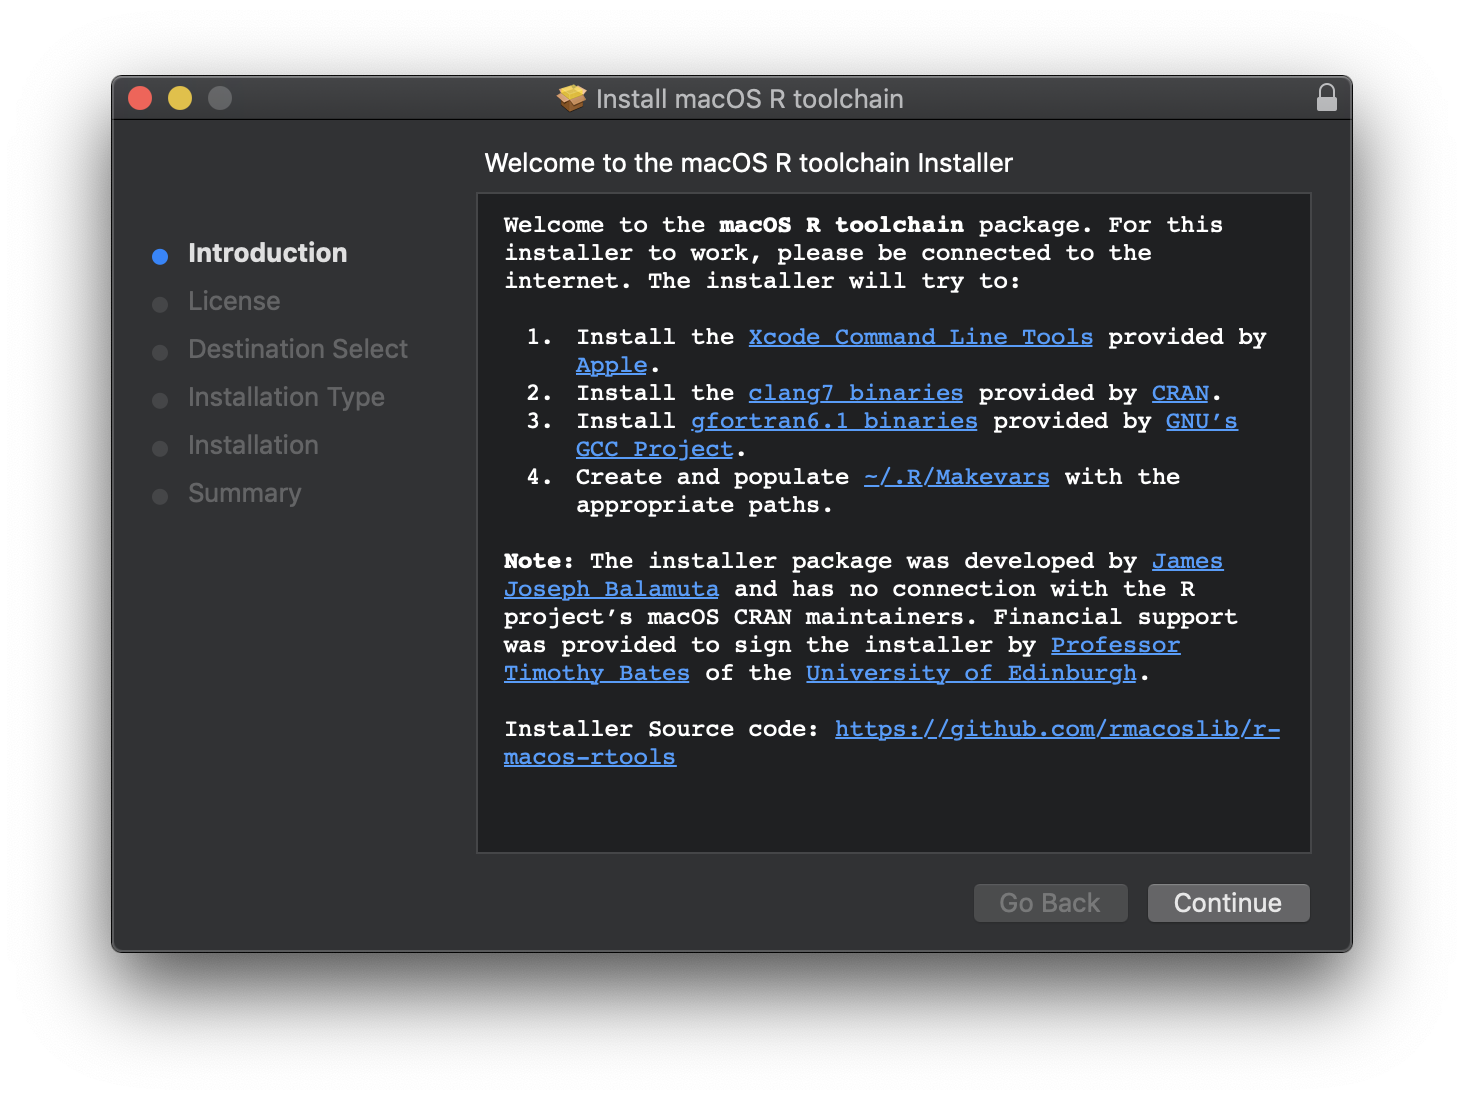 Install macOS R toolchain
Welcome to the macOS R toolchain Installer
Introduction
License
Destination Select
Installation Type
Installation
Summary
Welcome to the macOS R toolchain package. For this
installer to work, please be connected to the
internet. The installer will try to:
1. Install the Xcode Command Line Tools provided by
Apple.
2. Install the clang7 binaries provided by CRAN.
3. Install gfortran6.1 binaries provided by GNU’s
GCC Project.
4. Create and populate ~/.R/Makevars with the
appropriate paths.
Note: The installer package was developed by James
Joseph Balamuta and has no connection with the R
project’s macOS CRAN maintainers. Financial support
was provided to sign the installer by Professor
Timothy Bates of the University of Edinburgh.
Installer Source code: https://github.com/rmacoslib/r-
macos-rtools
Go Back
Continue